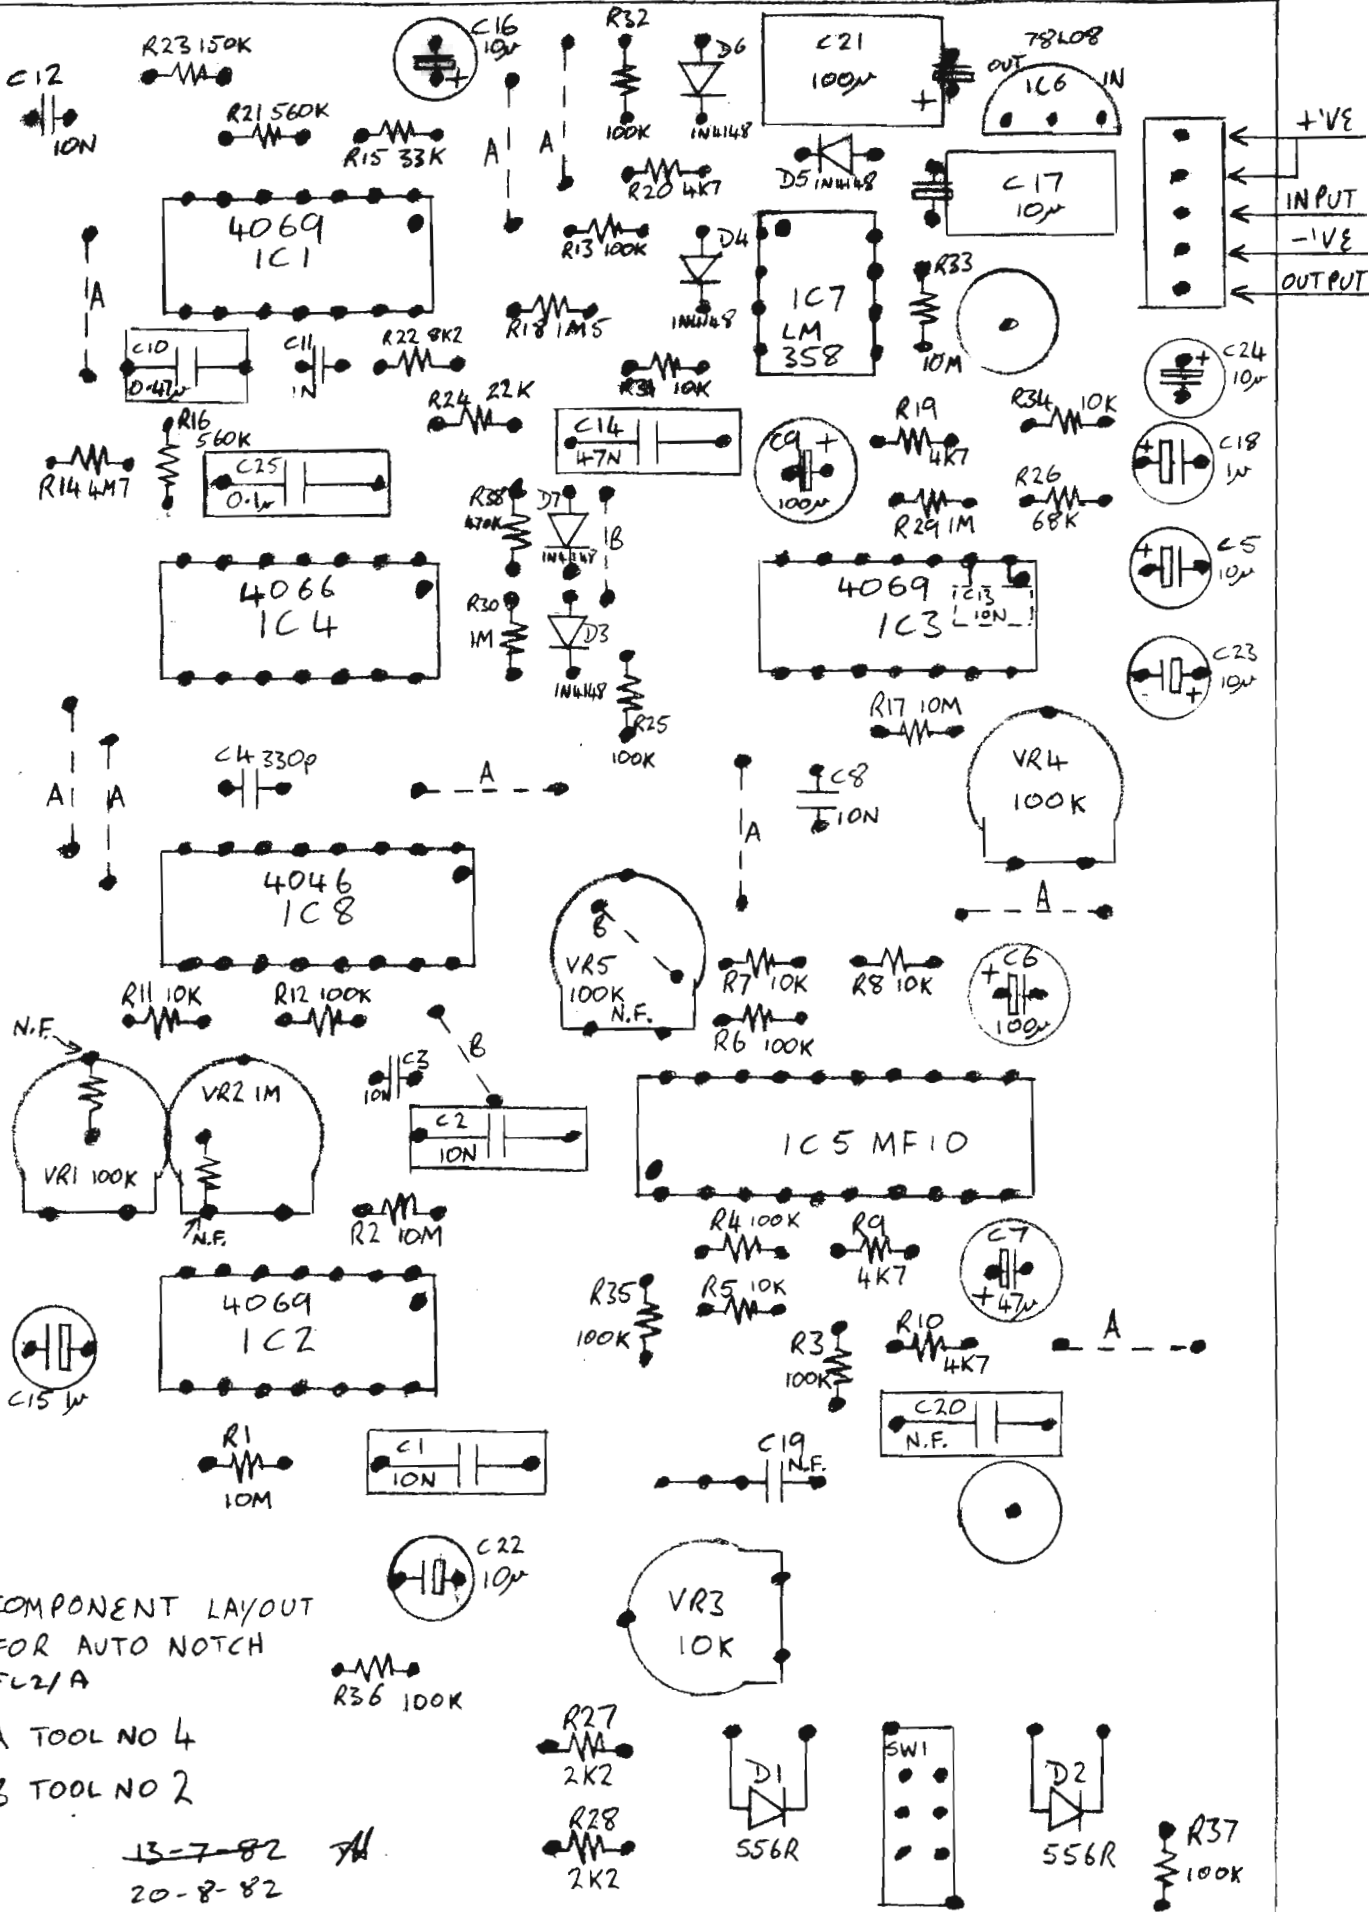 C12
10N
R23 150K
R21 560K
R15 33K
C16
10µ
+
R32
100K
D6
1N4148
C21
100µ
+
78L08
OUT
IC6
IN
+'VE
INPUT
-'VE
OUTPUT
A
A
R20 4K7
D5 1N4148
C17
10µ
4069
IC1
R13 100K
D4
1N4148
IC7
LM
358
R33
10M
A
R18 1M5
C10
0.47µ
C11
1N
R22 8K2
R31 10K
C24
+
10µ
R24 22K
C14
47N
C9 +
100µ
R19
4K7
R34 10K
C18
+
1µ
R16
560K
R14 4M7
C25
0.1µ
R38
470K
D7
1N4148
B
R29 1M
R26
68K
C5
+
10µ
4066
IC4
R30
1M
D3
1N4148
4069
IC3
C13
10N
C23
10µ
- +
R25
100K
R17 10M
VR4
100K
A
A
C4 330p
A
A
C8
10N
A
4046
IC8
B
VR5
100K
N.F.
R7 10K
R8 10K
C6
+
100µ
R11 10K
R12 100K
R6 100K
N.F.
B
C3
10N
VR2 1M
VR1 100K
N.F.
C2
10N
IC5 MF10
R2 10M
R4 100K
R9
4K7
C7
+ 47µ
4069
IC2
R35
100K
R5 10K
R3
100K
R10
4K7
A
C15 1µ
C20
N.F.
R1
10M
C1
10N
C19
N.F.
C22
10µ
VR3
10K
COMPONENT LAYOUT
FOR AUTO NOTCH
FL2/A
R36 100K
A TOOL NO 4
B TOOL NO 2
R27
2K2
D1
556R
SW1
D2
556R
R28
2K2
R37
100K
13-7-82
20-8-82